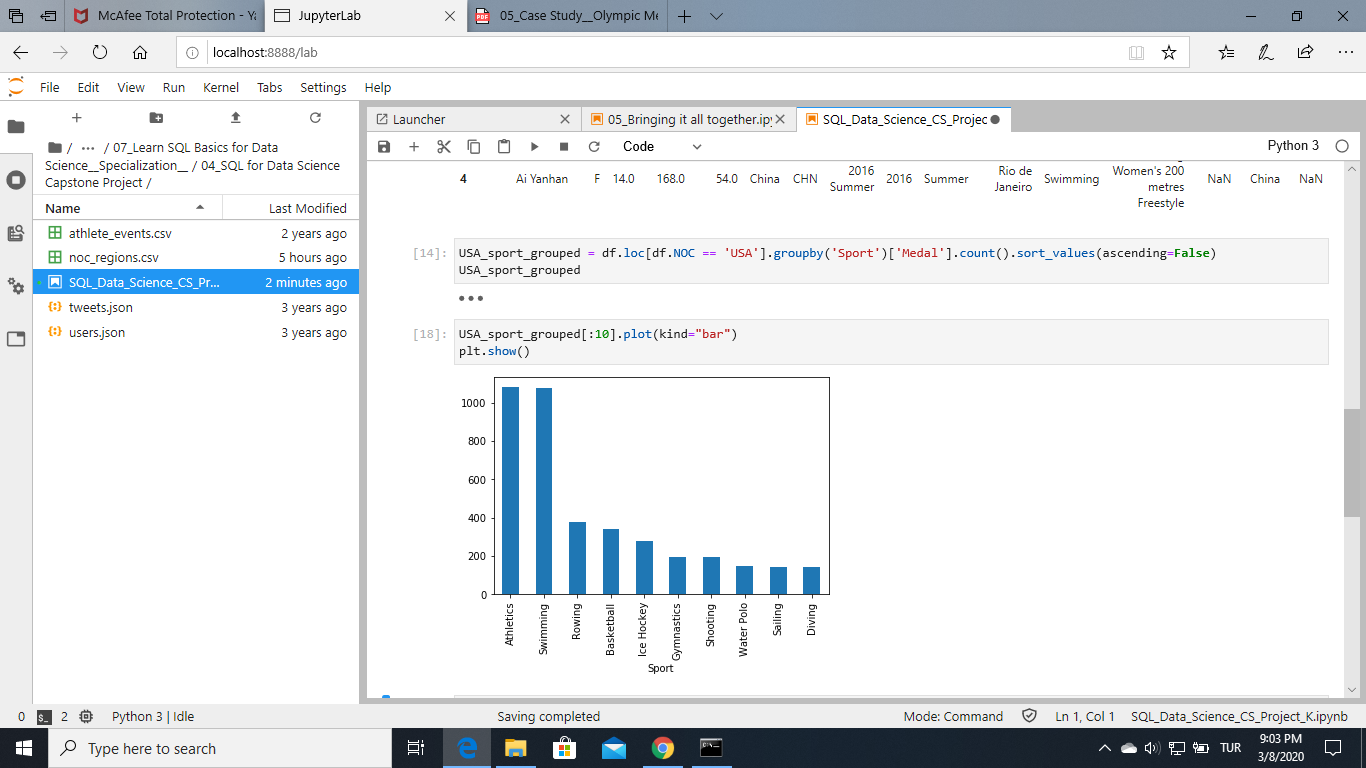 McAfee Total Protection - Ya
JupyterLab
05_Case Study__Olympic Me
localhost:8888/lab
File Edit View Run Kernel Tabs Settings Help
/ ··· / 07_Learn SQL Basics for Data
Science__Specialization__ / 04_SQL for Data Science
Capstone Project /
Name Last Modified
athlete_events.csv 2 years ago
noc_regions.csv 5 hours ago
SQL_Data_Science_CS_Pr... 2 minutes ago
tweets.json 3 years ago
users.json 3 years ago
Launcher
05_Bringing it all together.ipy
SQL_Data_Science_CS_Projec
Code
Python 3
4 Ai Yanhan F 14.0 168.0 54.0 China CHN 2016 Summer 2016 Summer Rio de Janeiro Swimming Women's 200 metres Freestyle NaN China NaN
[14]: USA_sport_grouped = df.loc[df.NOC == 'USA'].groupby('Sport')['Medal'].count().sort_values(ascending=False)
USA_sport_grouped
[18]: USA_sport_grouped[:10].plot(kind="bar")
plt.show()
1000
800
600
400
200
0
Athletics
Swimming
Rowing
Basketball
Ice Hockey
Gymnastics
Shooting
Water Polo
Sailing
Diving
Sport
0 2 Python 3 | Idle Saving completed Mode: Command Ln 1, Col 1 SQL_Data_Science_CS_Project_K.ipynb
Type here to search
TUR
9:03 PM
3/8/2020